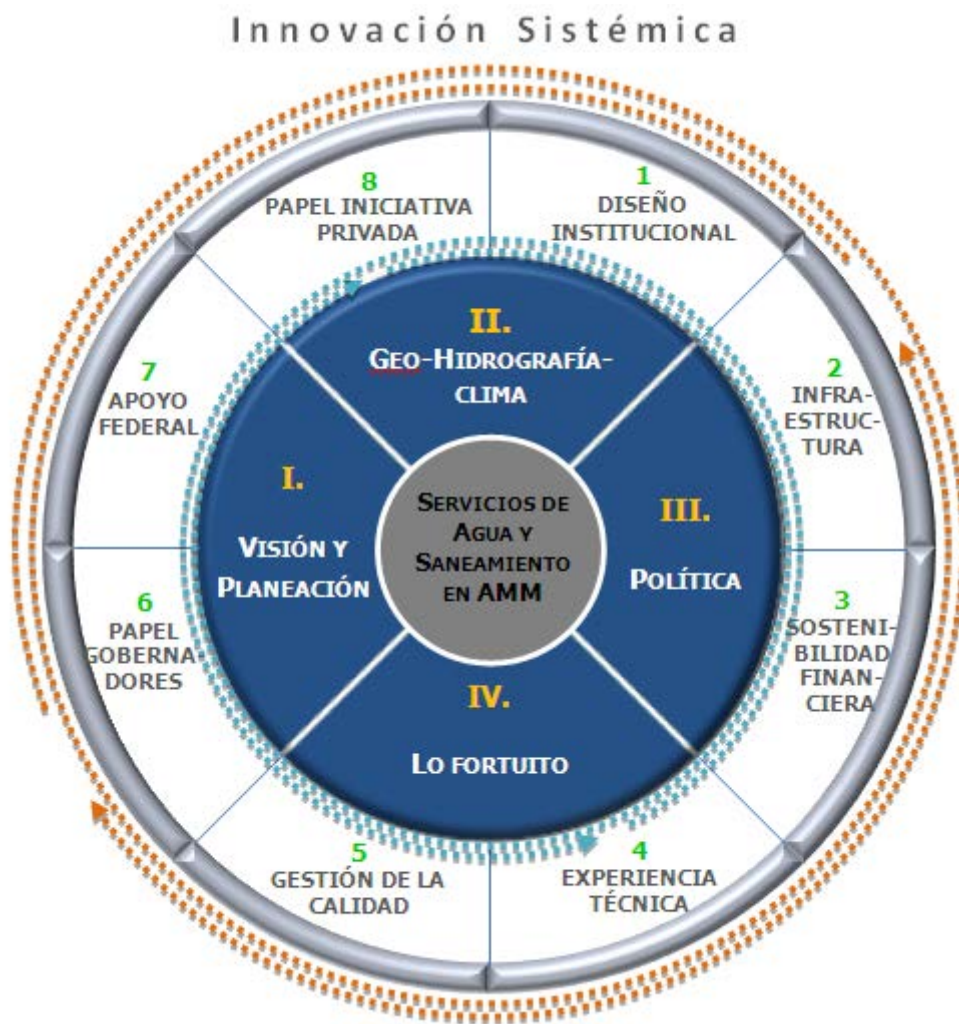 Innovación Sistémica
8
PAPEL INICIATIVA
PRIVADA
1
DISEÑO
INSTITUCIONAL
2
INFRA-
ESTRUC-
TURA
3
SOSTENI-
BILIDAD
FINAN-
CIERA
4
EXPERIENCIA
TÉCNICA
5
GESTIÓN DE LA
CALIDAD
6
PAPEL
GOBERNA-
DORES
7
APOYO
FEDERAL
I.
VISIÓN Y
PLANEACIÓN
II.
GEO-HIDROGRAFÍA-
CLIMA
III.
POLÍTICA
IV.
LO FORTUITO
SERVICIOS DE
AGUA Y
SANEAMIENTO
EN AMM